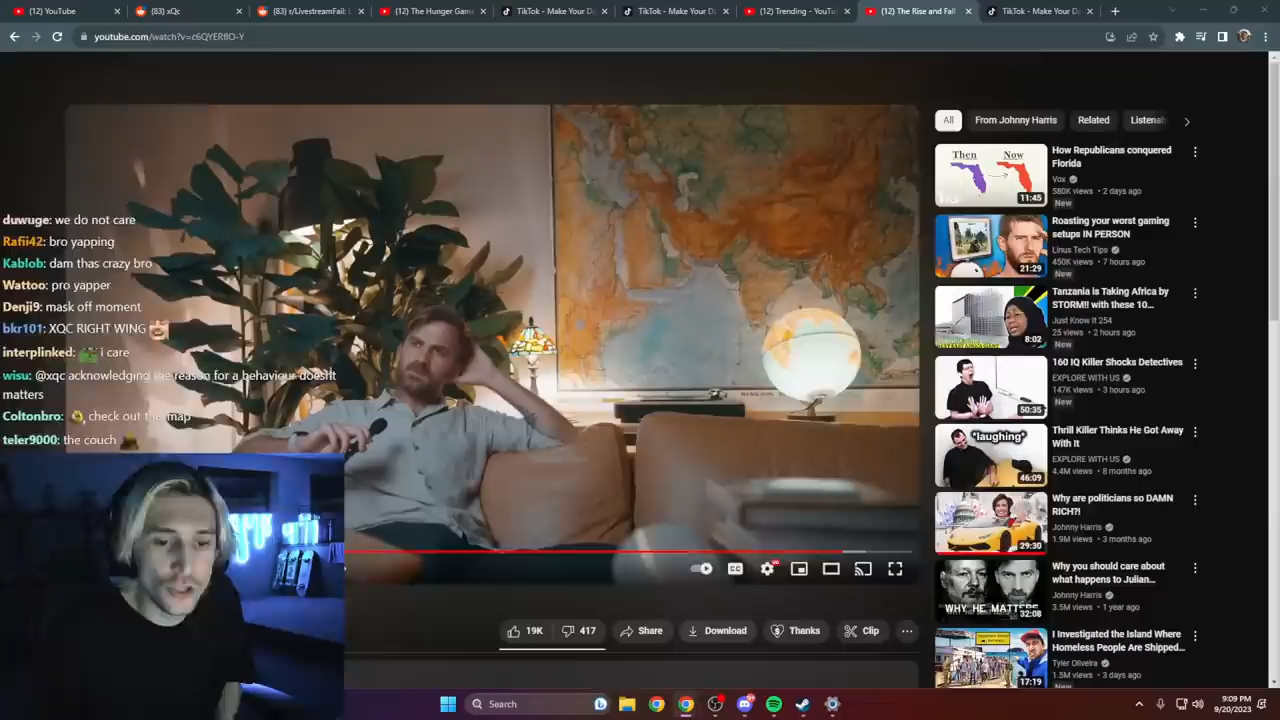 (12) YouTube
(83) xQc
(83) r/LivestreamFail: I
(12) The Hunger Gam
TikTok - Make Your Da
TikTok - Make Your Da
(12) Trending - YouTu
(12) The Rise and Fall
TikTok - Make Your Da
youtube.com/watch?v=c6QYERflO-Y
All
From Johnny Harris
Related
Listenab
Then
Now
11:45
How Republicans conquered
Florida
Vox
580K views • 2 days ago
New
duwuge: we do not care
Rafii42: bro yapping
Kablob: dam thas crazy bro
Wattoo: pro yapper
Denji9: mask off moment
bkr101: XQC RIGHT WING
interplinked: i care
wisu: @xqc acknowledging the reason for a behaviour doesnt
matters
Coltonbro: , check out the map
teler9000: the couch
21:29
Roasting your worst gaming
setups IN PERSON
Linus Tech Tips
450K views • 7 hours ago
New
8:02
Tanzania is Taking Africa by
STORM!! with these 10...
Just Know It 254
25 views • 2 hours ago
New
50:35
160 IQ Killer Shocks Detectives
EXPLORE WITH US
147K views • 3 days ago
New
*laughing*
46:09
Thrill Killer Thinks He Got Away
With It
EXPLORE WITH US
4.4M views • 8 months ago
29:30
Why are politicians so DAMN
RICH?!
Johnny Harris
1.9M views • 3 months ago
WHY HE MATTERS
32:08
Why you should care about
what happens to Julian...
Johnny Harris
3.5M views • 1 year ago
17:19
I Investigated the Island Where
Homeless People Are Shipped...
Tyler Oliveira
1.5M views • 3 days ago
New
CC
19K
417
Share
Download
Thanks
Clip
Search
9:09 PM
9/20/2023